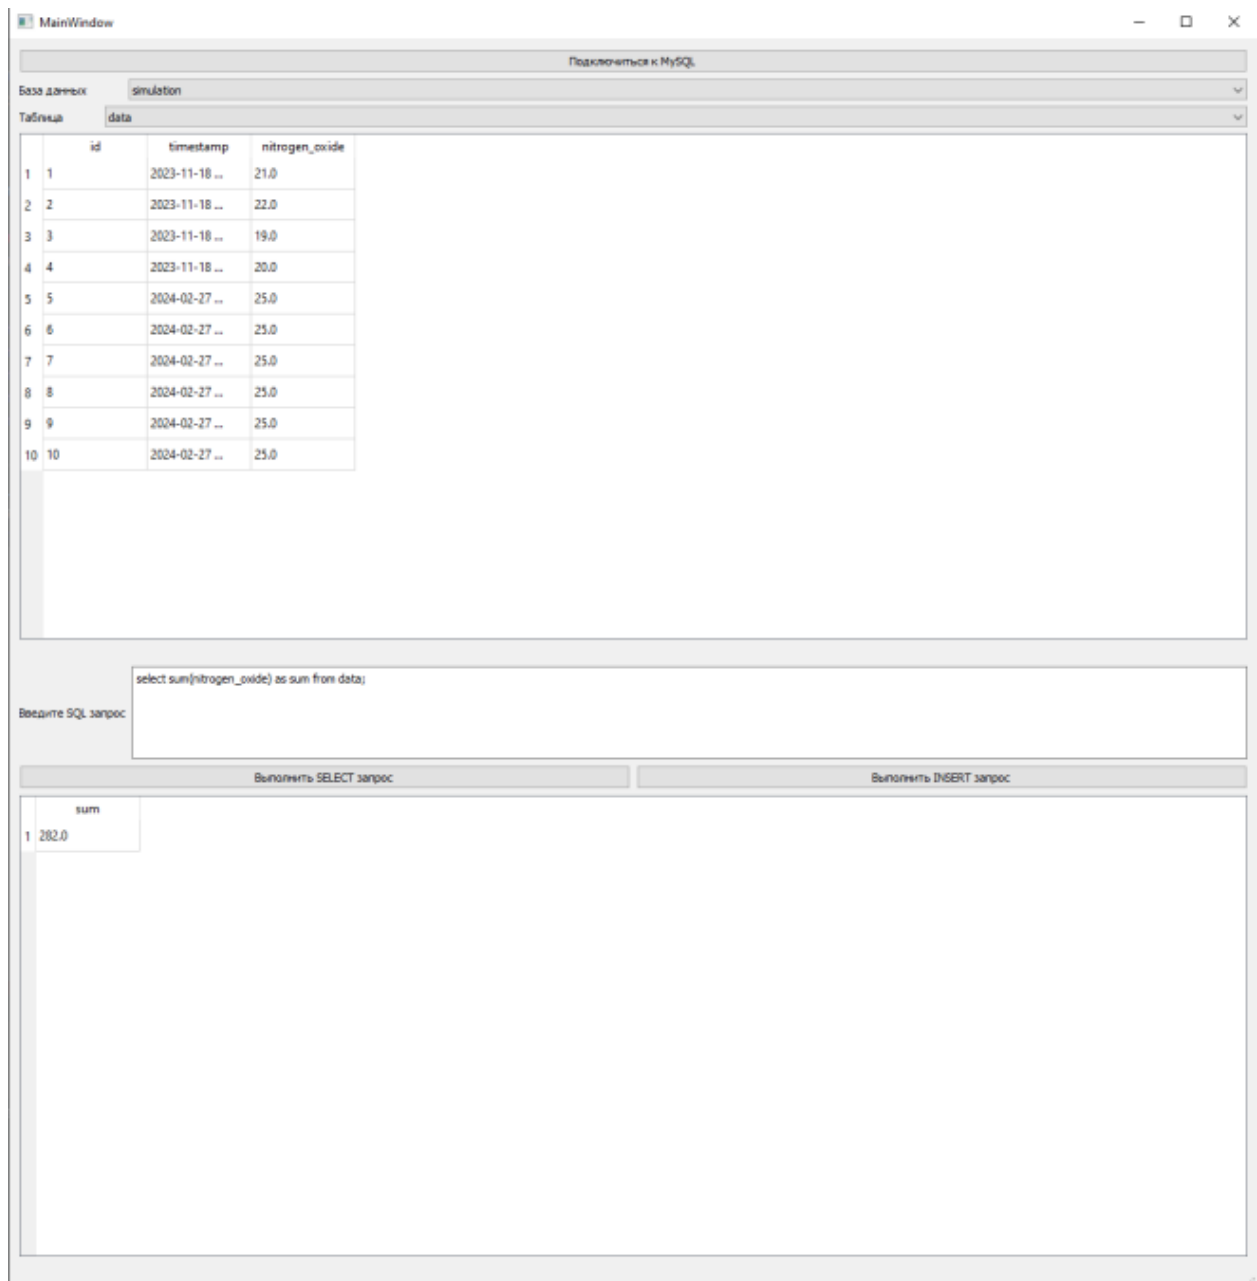 MainWindow
Подключиться к MySQL
База данных simulation
Таблица data
id timestamp nitrogen_oxide
1 1 2023-11-18 ... 21.0
2 2 2023-11-18 ... 22.0
3 3 2023-11-18 ... 19.0
4 4 2023-11-18 ... 20.0
5 5 2024-02-27 ... 25.0
6 6 2024-02-27 ... 25.0
7 7 2024-02-27 ... 25.0
8 8 2024-02-27 ... 25.0
9 9 2024-02-27 ... 25.0
10 10 2024-02-27 ... 25.0
select sum(nitrogen_oxide) as sum from data;
Введите SQL запрос
Выполнить SELECT запрос Выполнить INSERT запрос
sum
1 282.0